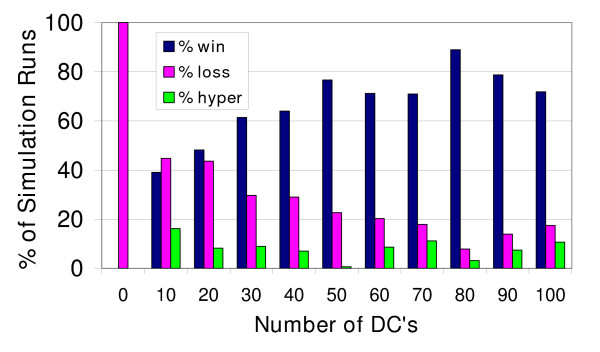 % of Simulation Runs
100
80
60
40
20
0
% win
% loss
% hyper
0 10 20 30 40 50 60 70 80 90 100
Number of DC's